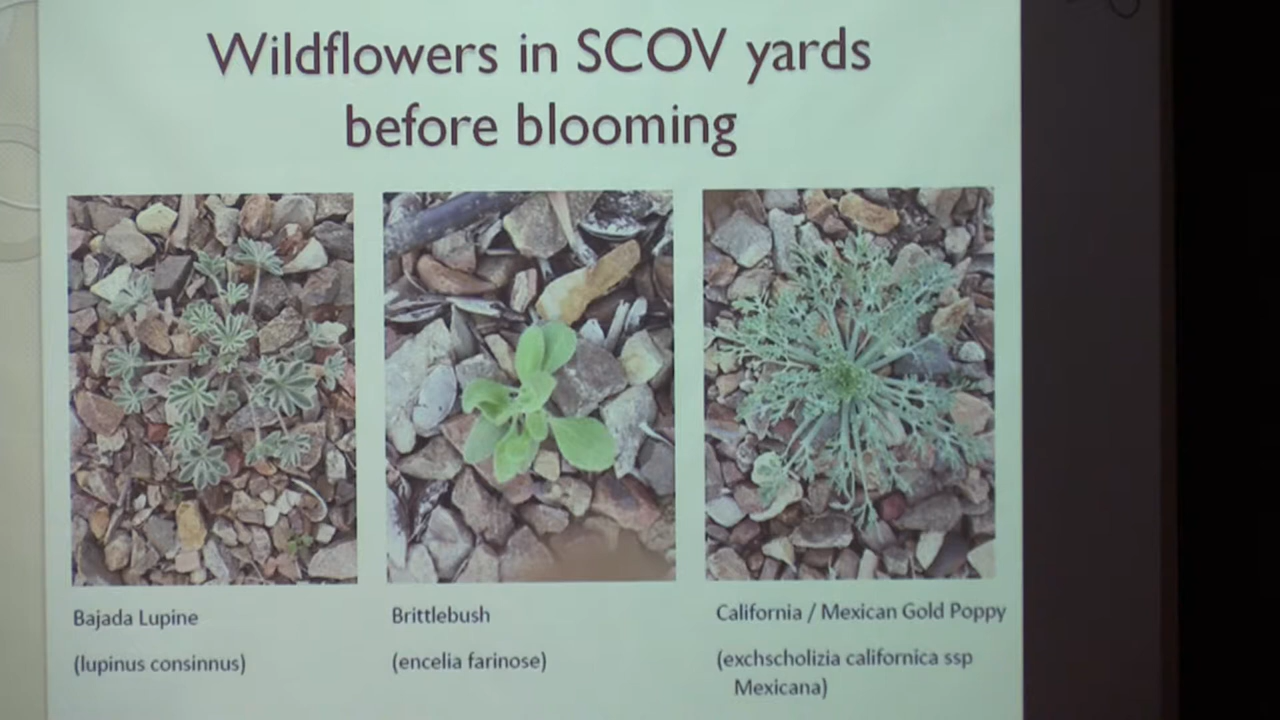 Wildflowers in SCOV yards
before blooming
Bajada Lupine
(lupinus consinnus)
Brittlebush
(encelia farinose)
California / Mexican Gold Poppy
(exchscholizia californica ssp
Mexicana)